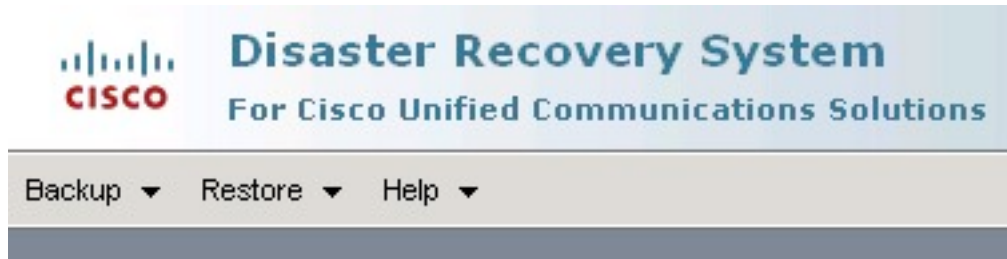 CISCO
Disaster Recovery System
For Cisco Unified Communications Solutions
Backup Restore Help